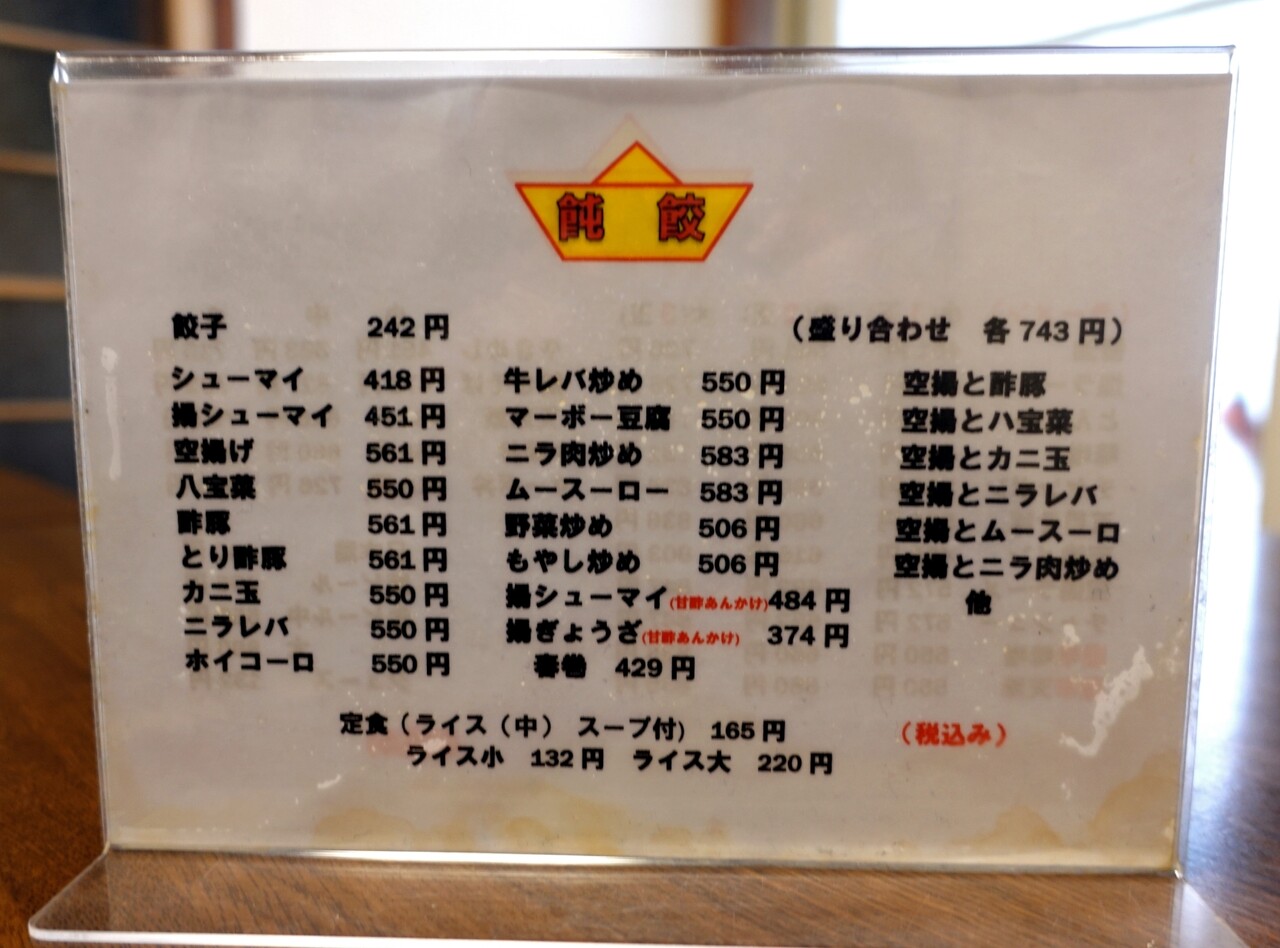 飩 餃
餃子 242円
シューマイ 418円
揚シューマイ 451円
空揚げ 561円
八宝菜 550円
酢豚 561円
とり酢豚 561円
カニ玉 550円
ニラレバ 550円
ホイコーロ 550円
牛レバ炒め 550円
マーボー豆腐 550円
ニラ肉炒め 583円
ムースーロー 583円
野菜炒め 506円
もやし炒め 506円
揚シューマイ(甘酢あんかけ)484円
揚ぎょうざ(甘酢あんかけ) 374円
春巻 429円
（盛り合わせ 各743円）
空揚と酢豚
空揚と八宝菜
空揚とカニ玉
空揚とニラレバ
空揚とムースーロ
空揚とニラ肉炒め
他
定食（ライス（中） スープ付) 165円
ライス小 132円 ライス大 220円
（税込み）